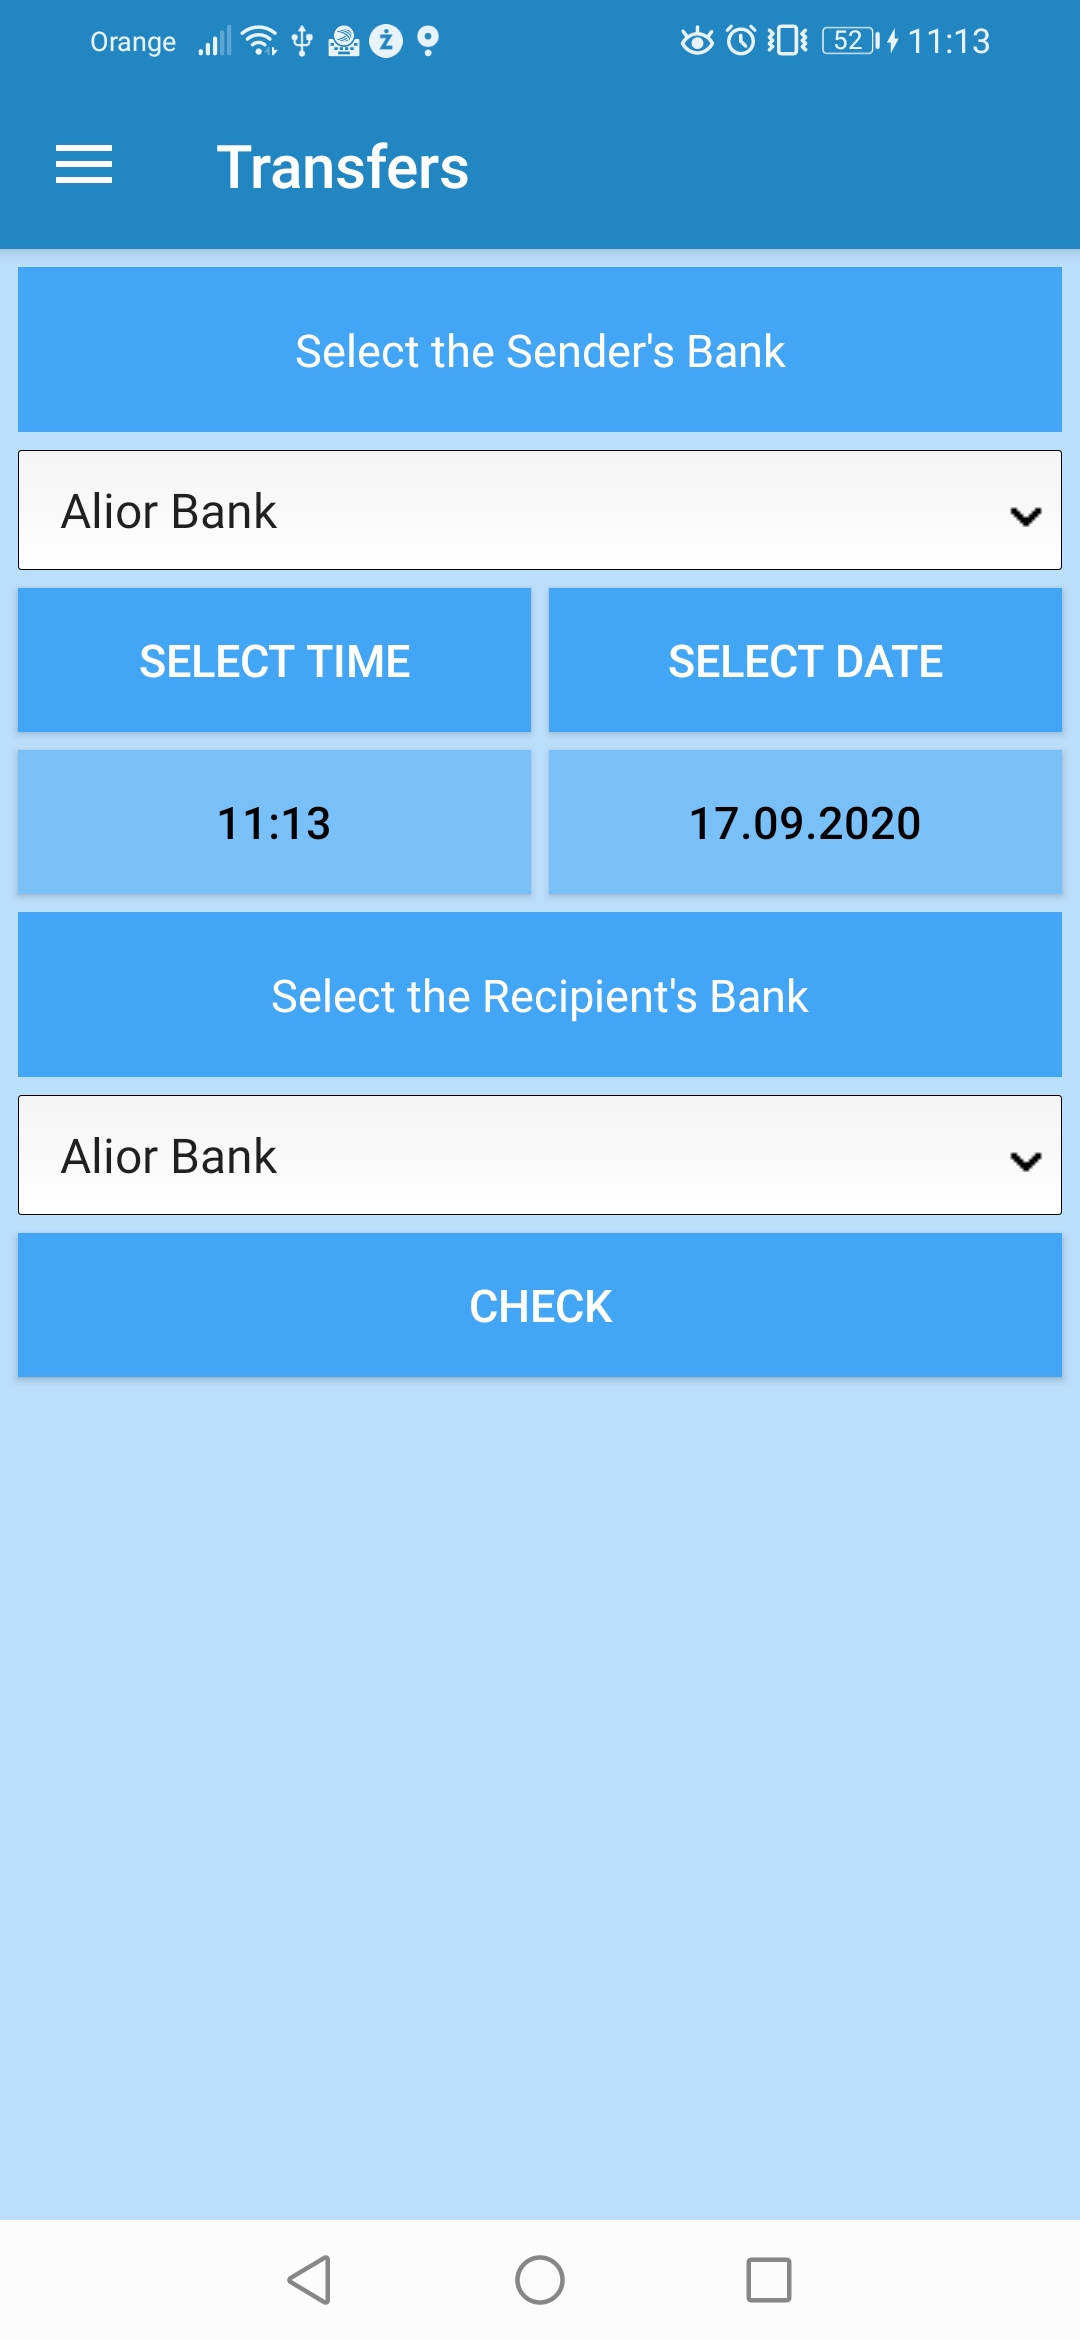 Orange 52 11:13
Transfers
Select the Sender's Bank
Alior Bank
SELECT TIME SELECT DATE
11:13 17.09.2020
Select the Recipient's Bank
Alior Bank
CHECK